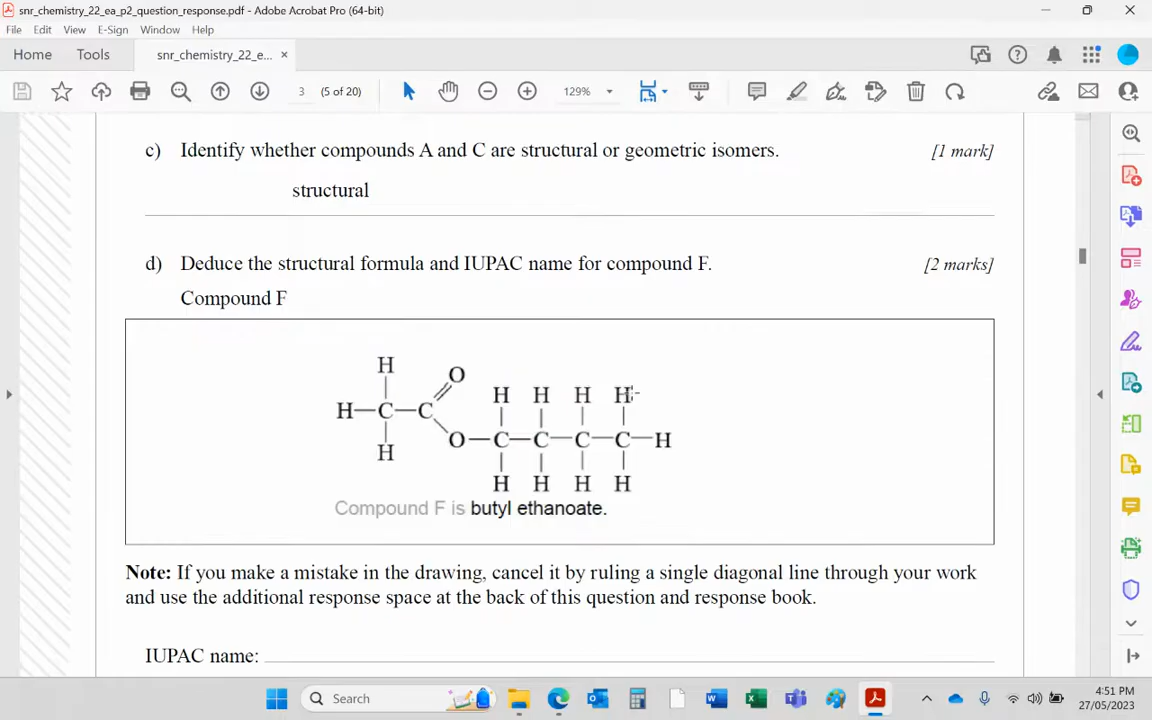 snr_chemistry_22_ea_p2_question_response.pdf - Adobe Acrobat Pro (64-bit)
File Edit View E-Sign Window Help
Home Tools snr_chemistry_22_e... ×
3 (5 of 20) 129%
c) Identify whether compounds A and C are structural or geometric isomers. [1 mark]
structural
d) Deduce the structural formula and IUPAC name for compound F. [2 marks]
Compound F
H O
H H H H
H—C—C
H O—C—C—C—C—H
H H H H
Compound F is butyl ethanoate.
Note: If you make a mistake in the drawing, cancel it by ruling a single diagonal line through your work
and use the additional response space at the back of this question and response book.
IUPAC name:
Search
4:51 PM
27/05/2023